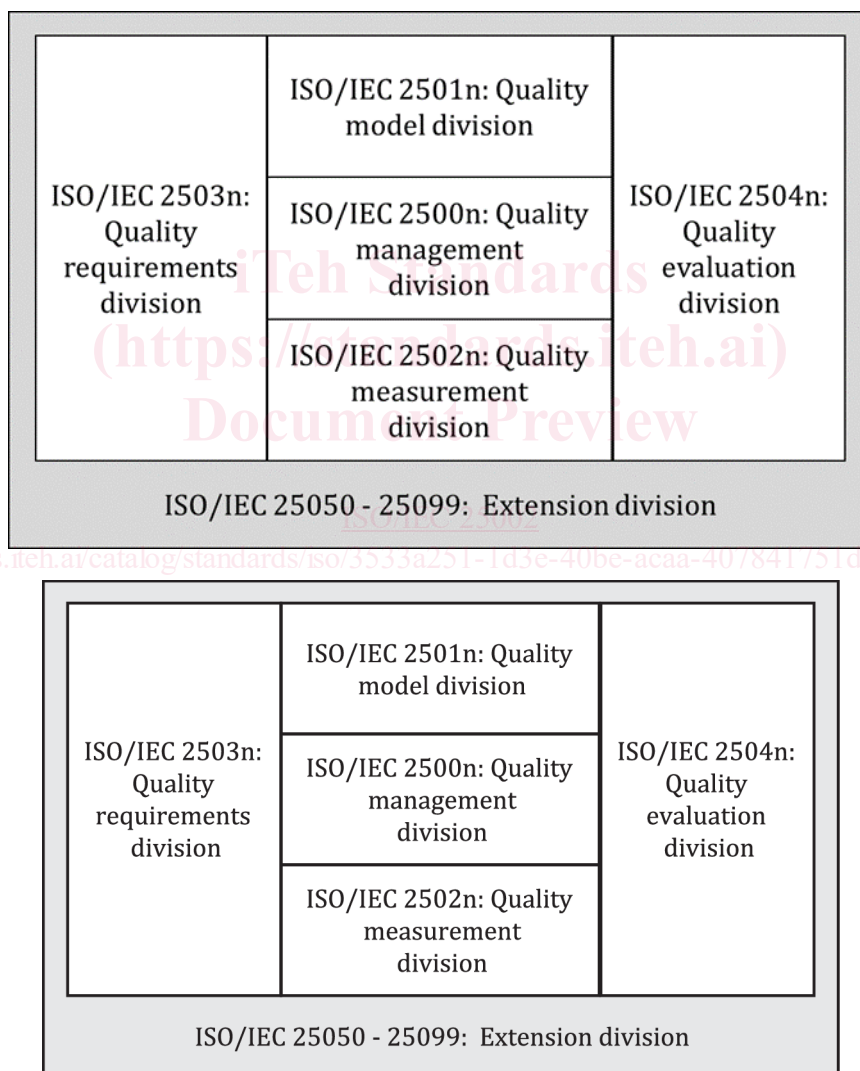 ISO/IEC 2503n:
Quality
requirements
division
ISO/IEC 2501n: Quality
model division
ISO/IEC 2500n: Quality
management
division
ISO/IEC 2502n: Quality
measurement
division
ISO/IEC 2504n:
Quality
evaluation
division
iTeh Standards
(https://standards.iteh.ai)
Document Preview
ISO/IEC 25050 - 25099:  Extension division
ISO/IEC 25002
s.iteh.ai/catalog/standards/iso/3533a251-1d3e-40be-acaa-407841751d
ISO/IEC 2503n:
Quality
requirements
division
ISO/IEC 2501n: Quality
model division
ISO/IEC 2500n: Quality
management
division
ISO/IEC 2502n: Quality
measurement
division
ISO/IEC 2504n:
Quality
evaluation
division
ISO/IEC 25050 - 25099:  Extension division